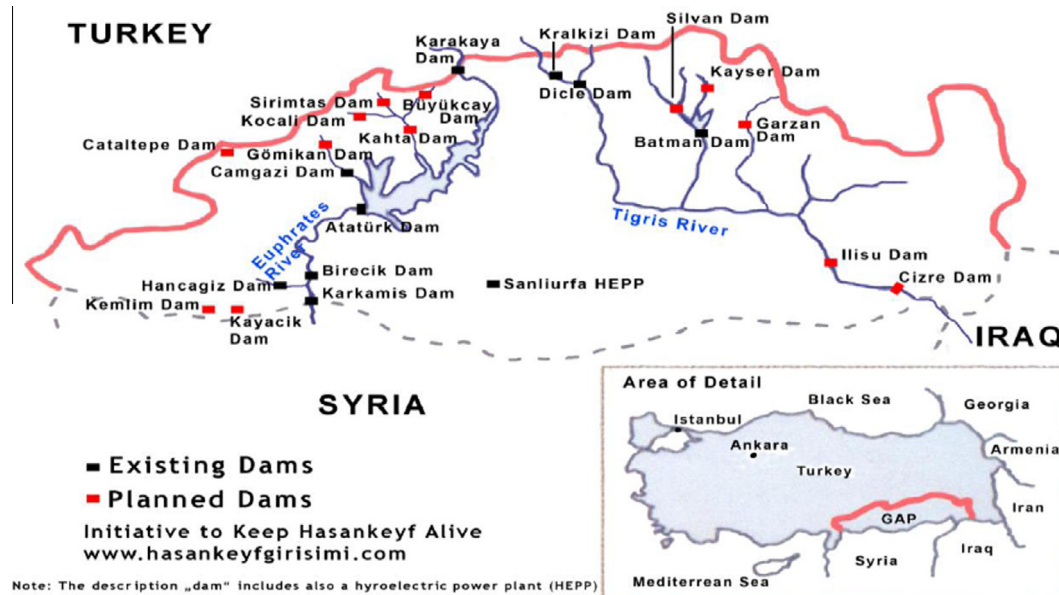 TURKEY
Karakaya
Dam
Kralkizi Dam
Silvan Dam
Kayser Dam
Sirimtas Dam
Büyükcay
Dam
Dicle Dam
Kocali Dam
Kahta Dam
Garzan
Dam
Batman Dam
Cataltepe Dam
Gömikan Dam
Camgazi Dam
Euphrates
River
Atatürk Dam
Tigris River
Ilisu Dam
Birecik Dam
Hancagiz Dam
Sanliurfa HEPP
Cizre Dam
Karkamis Dam
Kemlim Dam
Kayacik
Dam
IRAQ
SYRIA
Existing Dams
Planned Dams
Initiative to Keep Hasankeyf Alive
www.hasankeyfgirisimi.com
Note: The description „dam“ includes also a hyroelectric power plant (HEPP)
Area of Detail
Black Sea
Georgia
Istanbul
Ankara
Armenia
Turkey
Iran
GAP
Syria
Iraq
Mediterrean Sea